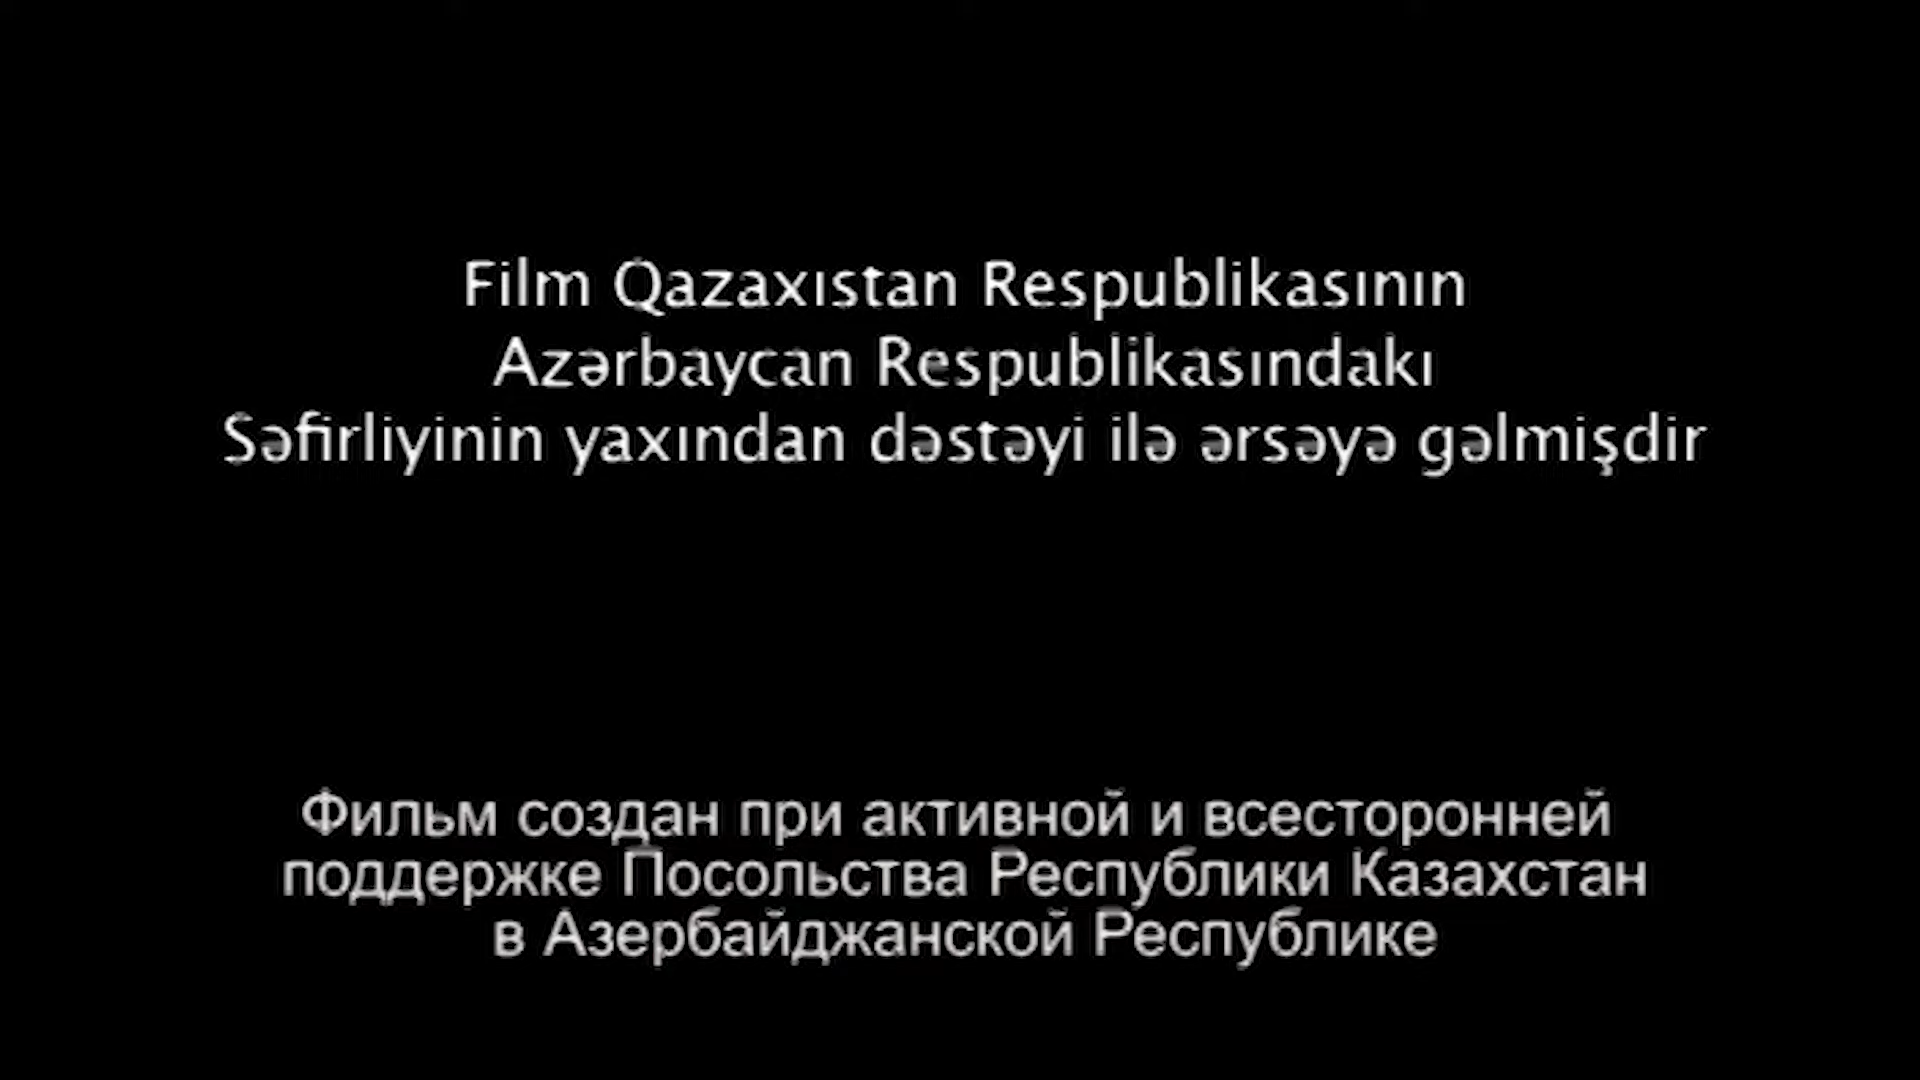 Film Qazaxıstan Respublikasının
Azərbaycan Respublikasındakı
Səfirliyinin yaxından dəstəyi ilə ərsəyə gəlmişdir
Фильм создан при активной и всесторонней
поддержке Посольства Республики Казахстан
в Азербайджанской Республике